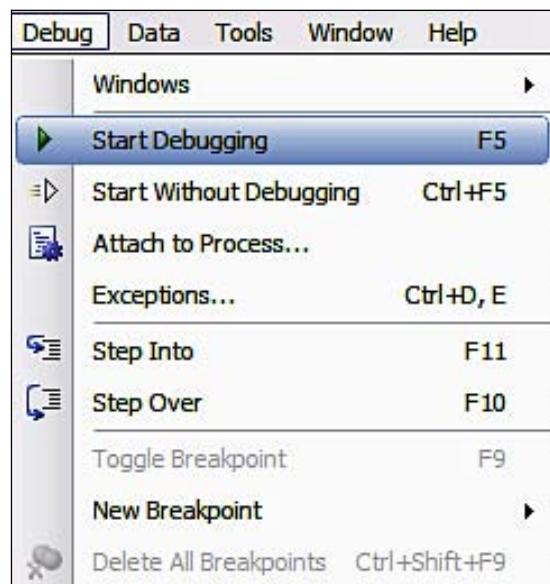 Debug Data Tools Window Help
Windows
Start Debugging F5
Start Without Debugging Ctrl+F5
Attach to Process...
Exceptions... Ctrl+D, E
Step Into F11
Step Over F10
Toggle Breakpoint F9
New Breakpoint
Delete All Breakpoints Ctrl+Shift+F9